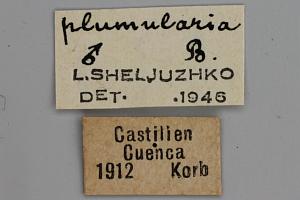 plumularia
♂ B.
L. SHELJUZHKO
DET. .1946
Castilien
Cuenca
1912 Korb